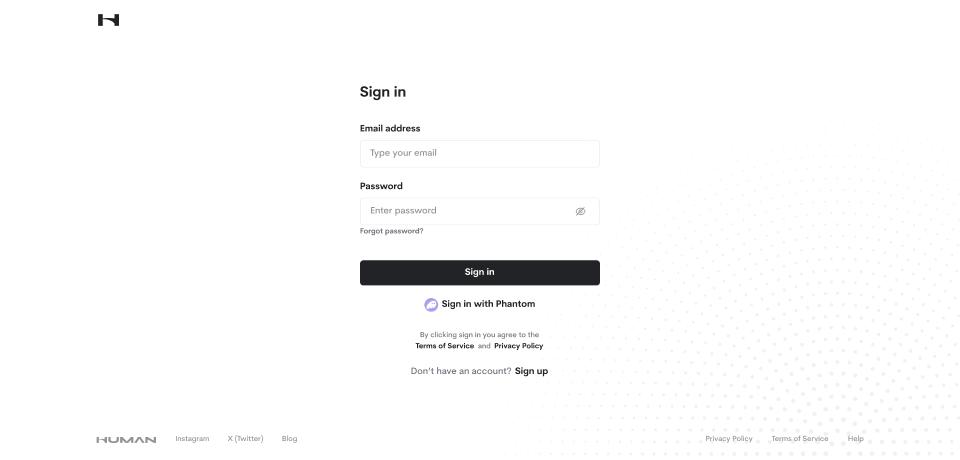 H
Sign in
Email address
Type your email
Password
Enter password
Forgot password?
Sign in
Sign in with Phantom
By clicking sign in you agree to the
Terms of Service and Privacy Policy
Don't have an account? Sign up
HUMAN Instagram X (Twitter) Blog Privacy Policy Terms of Service Help